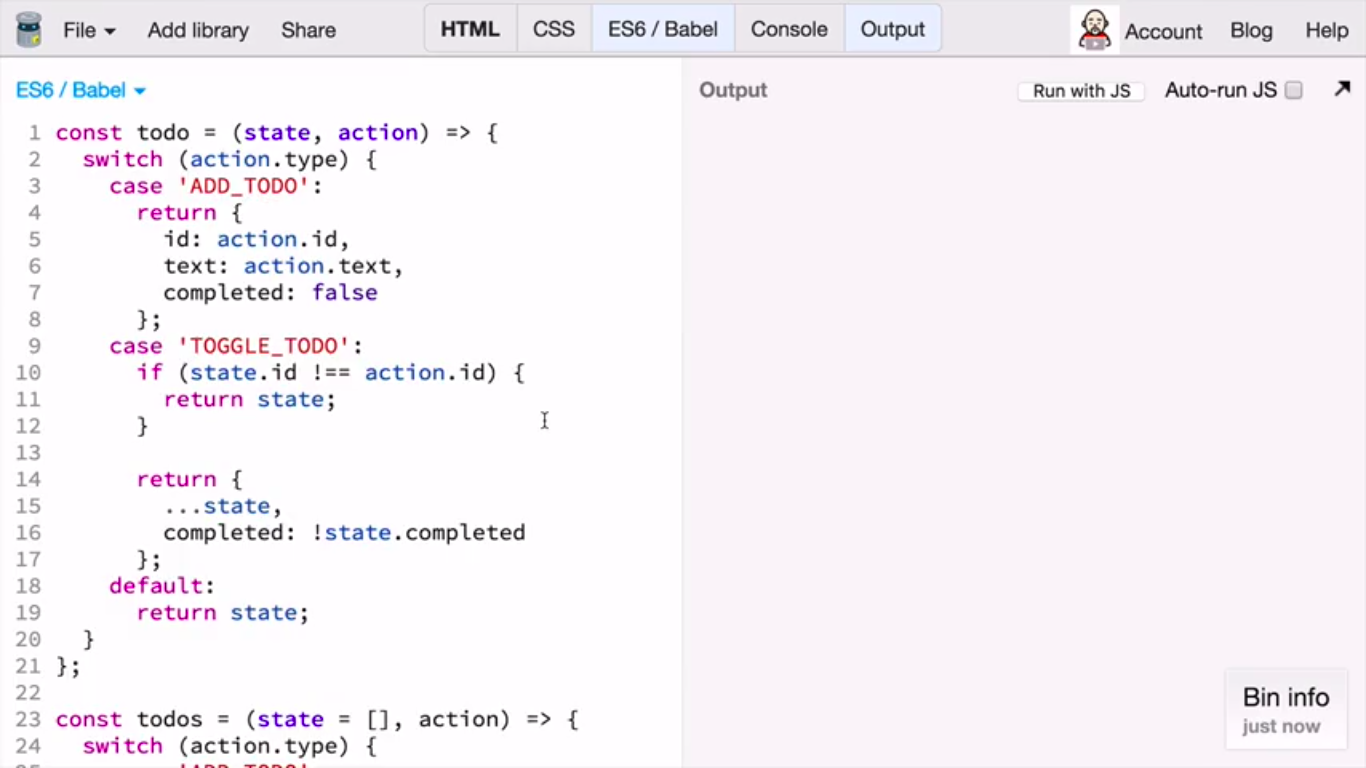 File Add library Share HTML CSS ES6 / Babel Console Output Account Blog Help
ES6 / Babel
Output Run with JS Auto-run JS
1 const todo = (state, action) => {
2   switch (action.type) {
3     case 'ADD_TODO':
4       return {
5         id: action.id,
6         text: action.text,
7         completed: false
8       };
9     case 'TOGGLE_TODO':
10       if (state.id !== action.id) {
11         return state;
12       }
13
14       return {
15         ...state,
16         completed: !state.completed
17       };
18     default:
19       return state;
20   }
21 };
22
23 const todos = (state = [], action) => {
24   switch (action.type) {
'ADD_TODO':
Bin info
just now